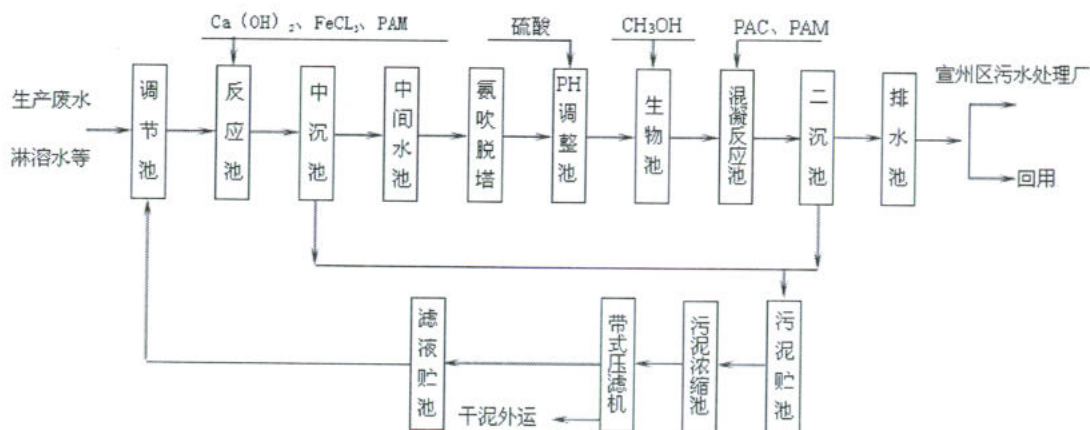 Ca(OH)₂、FeCL₃、PAM
硫酸
CH3OH
PAC、PAM
生产废水
淋溶水等
调节池
反应池
中沉池
中间水池
氨吹脱塔
PH调整池
生物池
混凝反应池
二沉池
排水池
宣州区污水处理厂
回用
滤液贮池
带式压滤机
污泥浓缩池
污泥贮池
干泥外运